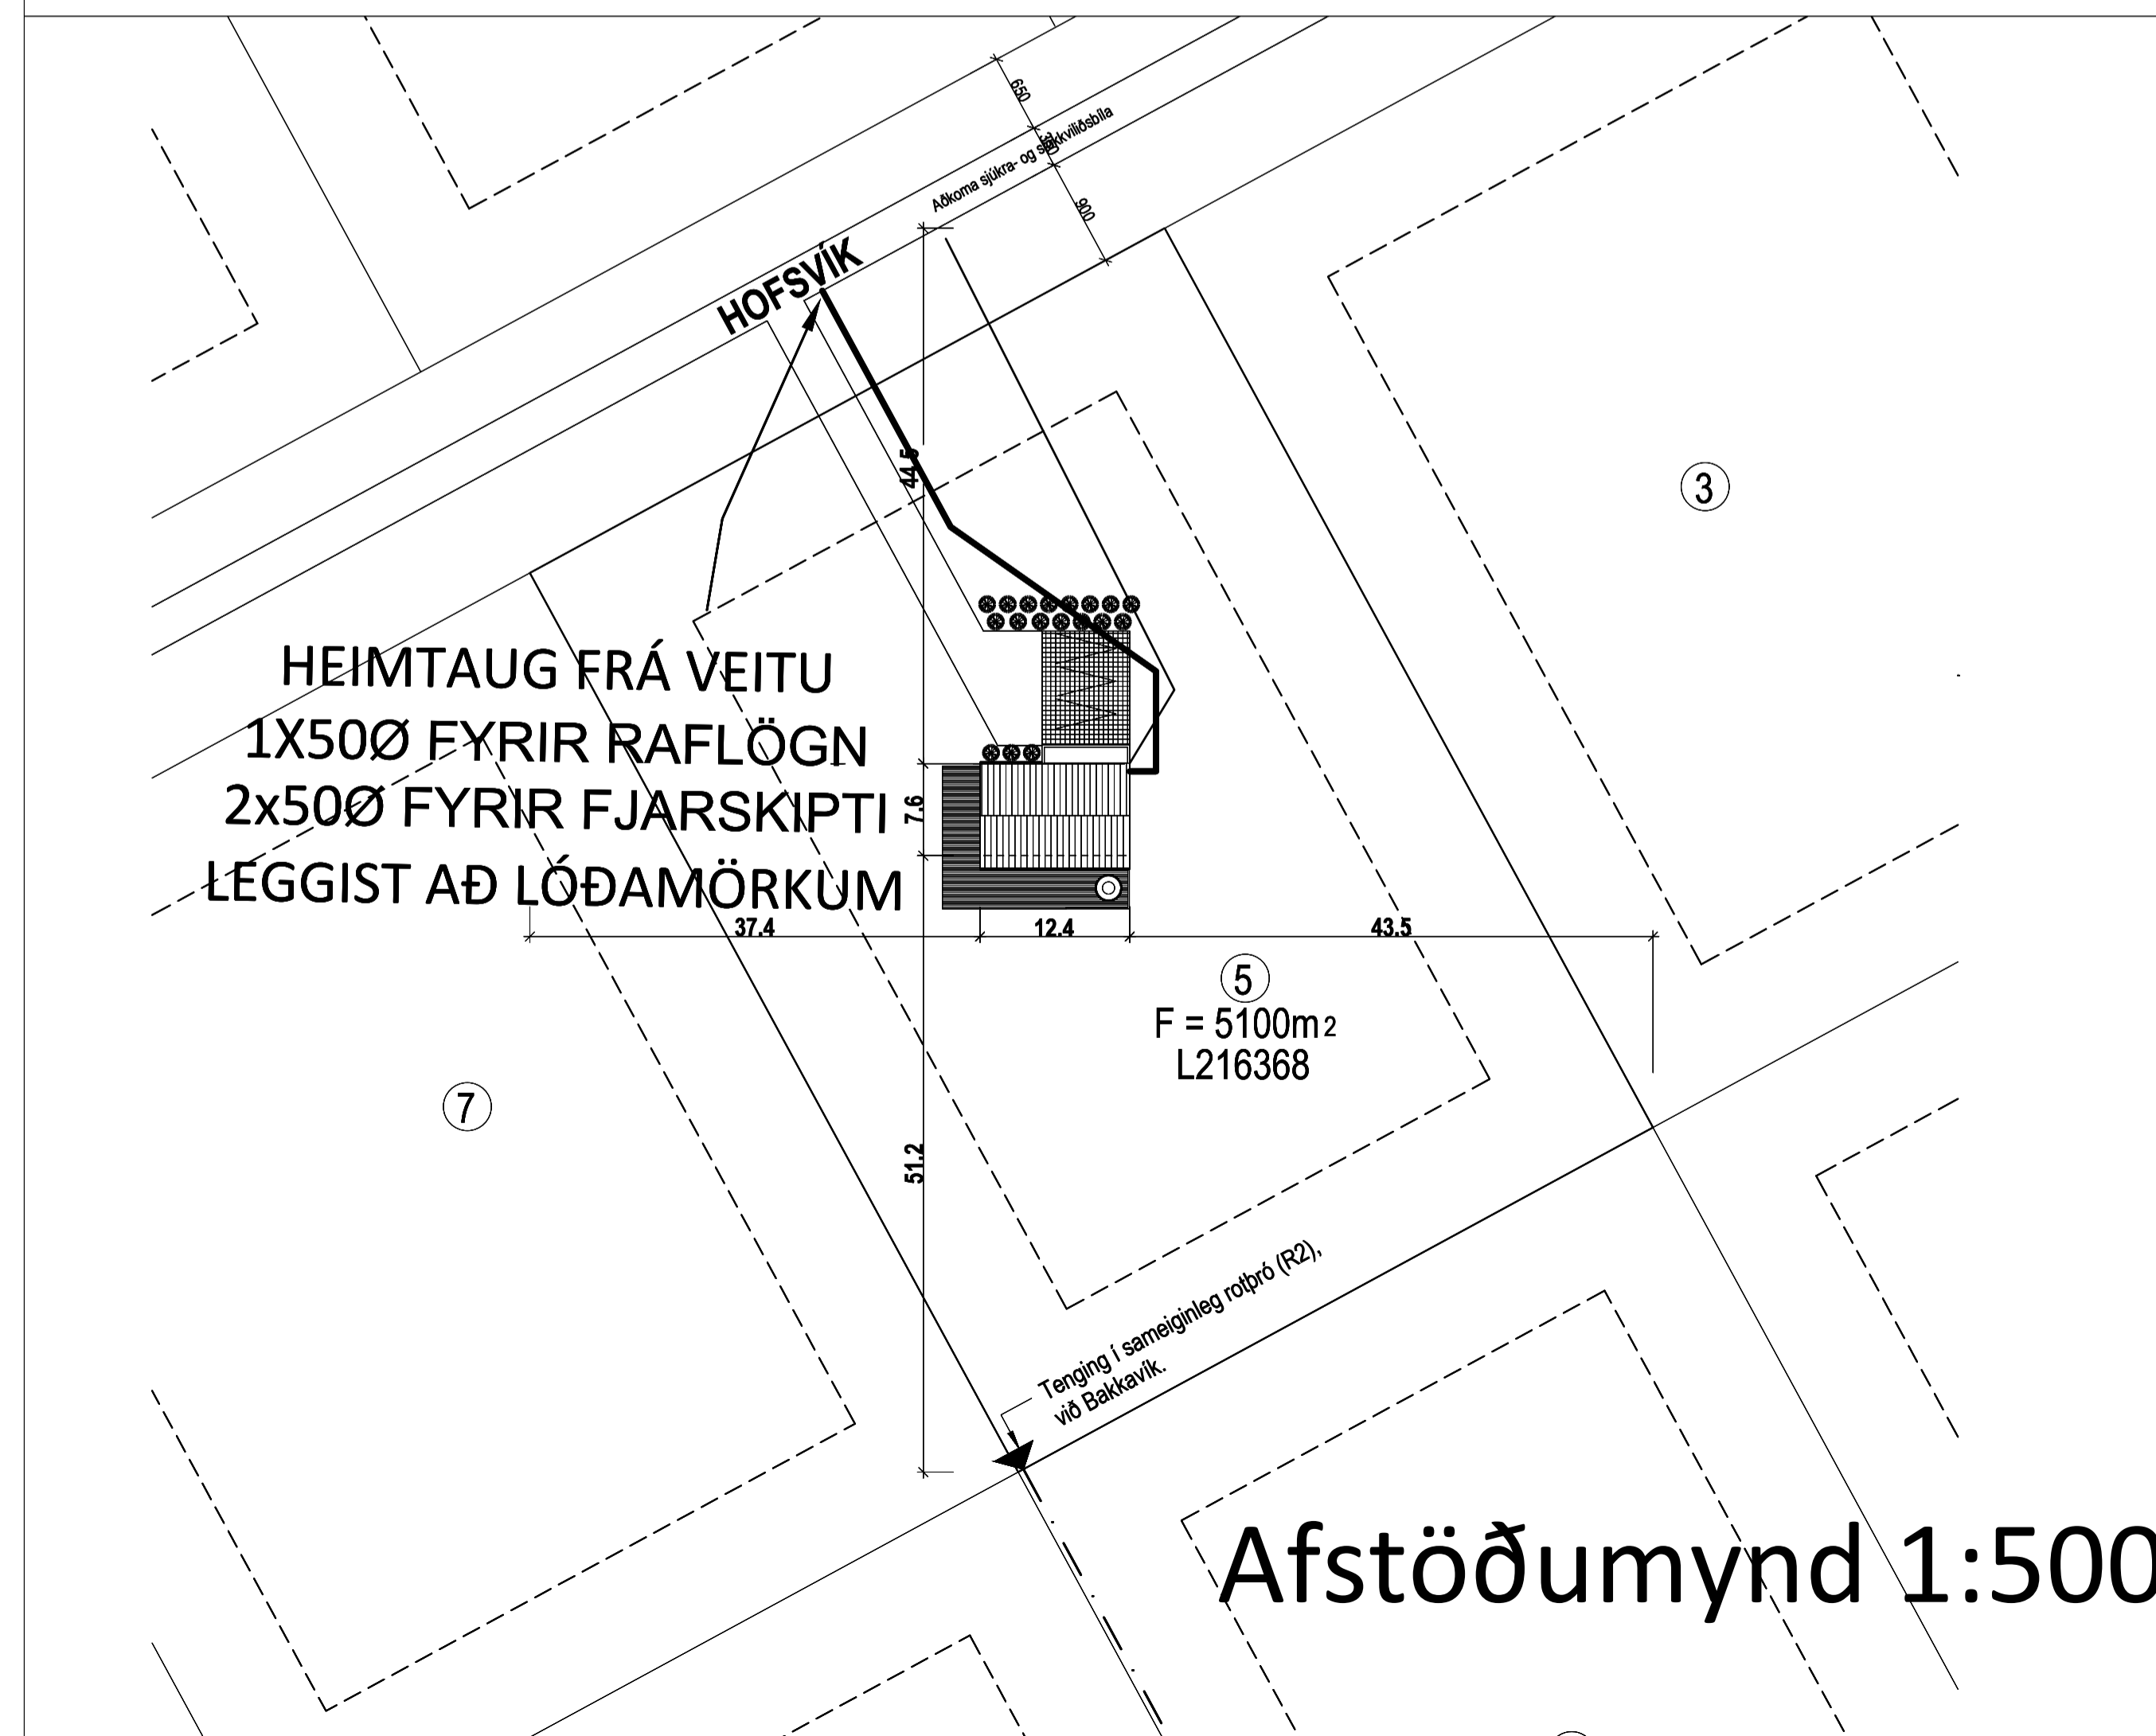 650
Aðkoma sjúkra- og slökkviliðsbíla
900
HOFSVÍK
44.5
3
HEIMTAUG FRÁ VEITU
1X50Ø FYRIR RAFLÖGN
2x50Ø FYRIR FJARSKIPTI
LEGGIST AÐ LÓÐAMÖRKUM
7.6
37.4
12.4
43.5
5
F = 5100m2
L216368
7
51.2
Tenging í sameiginleg rotþró (R2),
við Bakkavík.
Afstöðumynd 1:500